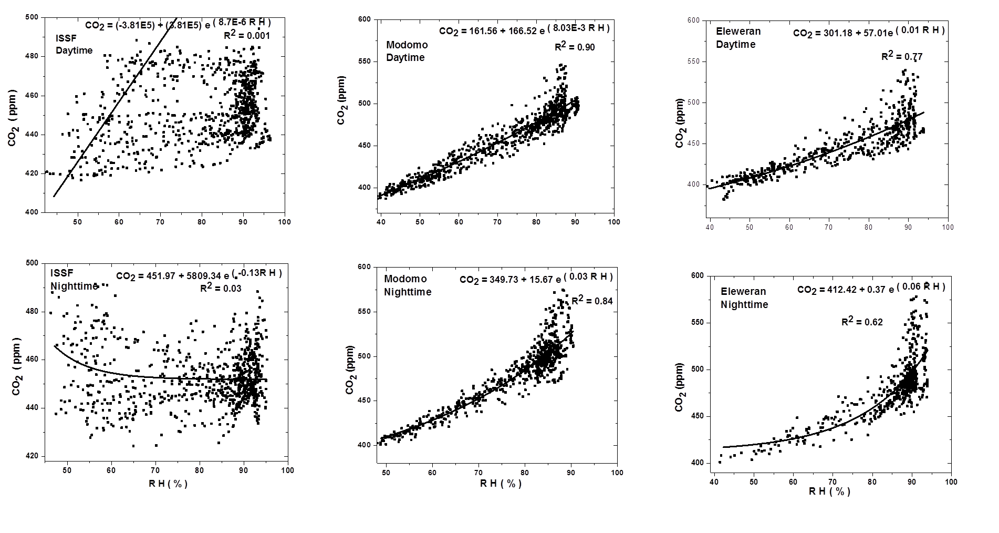 500
CO2 = (-3.81E5) + (3.81E5) e ( 8.7E-6 R H )
R2 = 0.001
ISSF
Daytime
480
460
440
420
400
50 60 70 80 90 100
CO2 ( ppm )
600
CO2 = 161.56 + 166.52 e ( 8.03E-3 R H )
R2 = 0.90
Modomo
Daytime
550
500
450
400
40 50 60 70 80 90 100
CO2 (ppm)
600
Eleweran
Daytime
CO2 = 301.18 + 57.01e ( 0.01 R H )
R2 = 0.77
550
500
450
400
40 50 60 70 80 90 100
CO2 (ppm)
500
ISSF
Nighttime
CO2 = 451.97 + 5809.34 e ( -0.13R H )
R2 = 0.03
480
460
440
420
50 60 70 80 90 100
CO2 ( ppm )
R H ( % )
600
Modomo
Nighttime
CO2 = 349.73 + 15.67 e ( 0.03 R H )
R2 = 0.84
550
500
450
400
50 60 70 80 90 100
CO2 (ppm)
R H ( % )
600
Eleweran
Nighttime
CO2 = 412.42 + 0.37 e ( 0.06 R H )
R2 = 0.62
550
500
450
400
40 50 60 70 80 90 100
CO2 (ppm)
R H ( % )